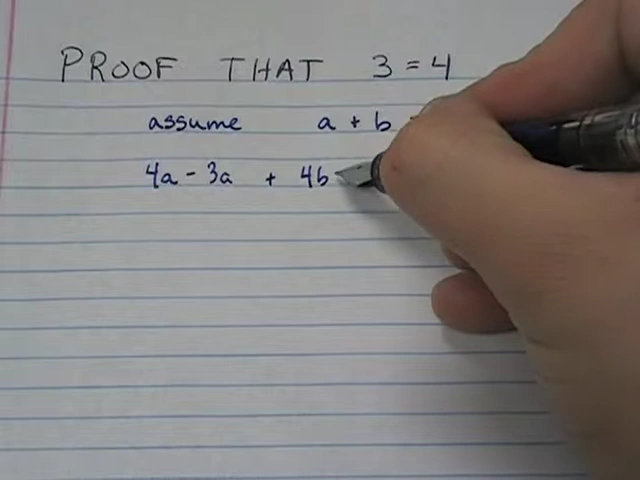 PROOF THAT 3 = 4
assume a + b
4a - 3a + 4b